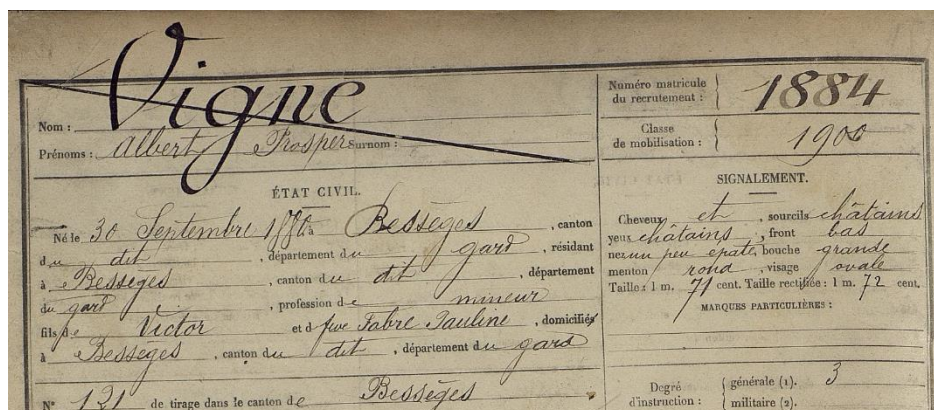 Nom : Vigne
Prénoms : Albert Prosper Surnom :
ÉTAT CIVIL.
Né le 30 Septembre 1880 à Bessèges, canton
du dit, département du gard, résidant
à Bessèges, canton du dit, département
du gard, profession de mineur
fils de Victor et de Fabre Pauline, domiciliés
à Bessèges, canton du dit, département du gard
N° 131 de tirage dans le canton de Bessèges
Numéro matricule
du recrutement : 1884
Classe
de mobilisation : 1900
SIGNALEMENT.
Cheveux et, sourcils châtains
yeux châtains, front bas
nez un peu epaté, bouche grande
menton rond, visage ovale
Taille : 1 m, 71 cent. Taille rectifiée : 1 m. 72 cent.
MARQUES PARTICULIÈRES :
Degré
d'instruction :
générale (1). 3
militaire (2).